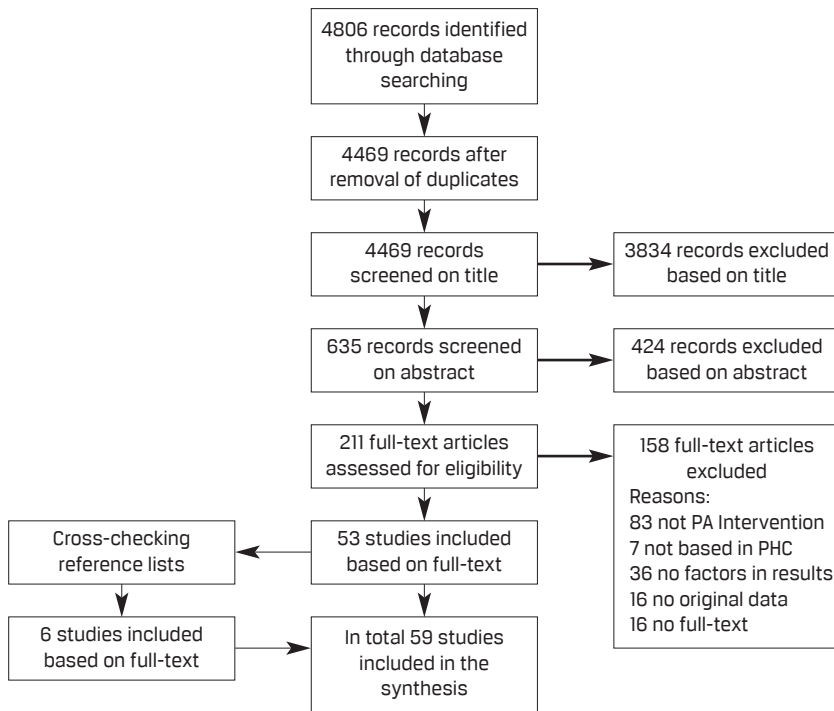 4806 records identified
through database
searching
4469 records after
removal of duplicates
4469 records
screened on title
3834 records excluded
based on title
635 records screened
on abstract
424 records excluded
based on abstract
211 full-text articles
assessed for eligibility
158 full-text articles
excluded
Reasons:
83 not PA Intervention
7 not based in PHC
36 no factors in results
16 no original data
16 no full-text
53 studies included
based on full-text
Cross-checking
reference lists
6 studies included
based on full-text
In total 59 studies
included in the
synthesis